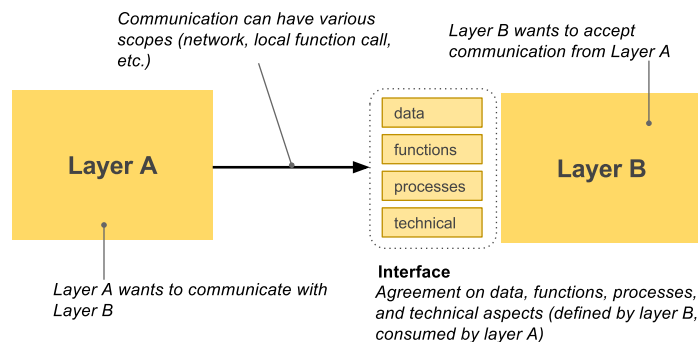 Communication can have various
scopes (network, local function call,
etc.)
Layer B wants to accept
communication from Layer A
Layer A
data
functions
processes
technical
Layer B
Layer A wants to communicate with
Layer B
Interface
Agreement on data, functions, processes,
and technical aspects (defined by layer B,
consumed by layer A)